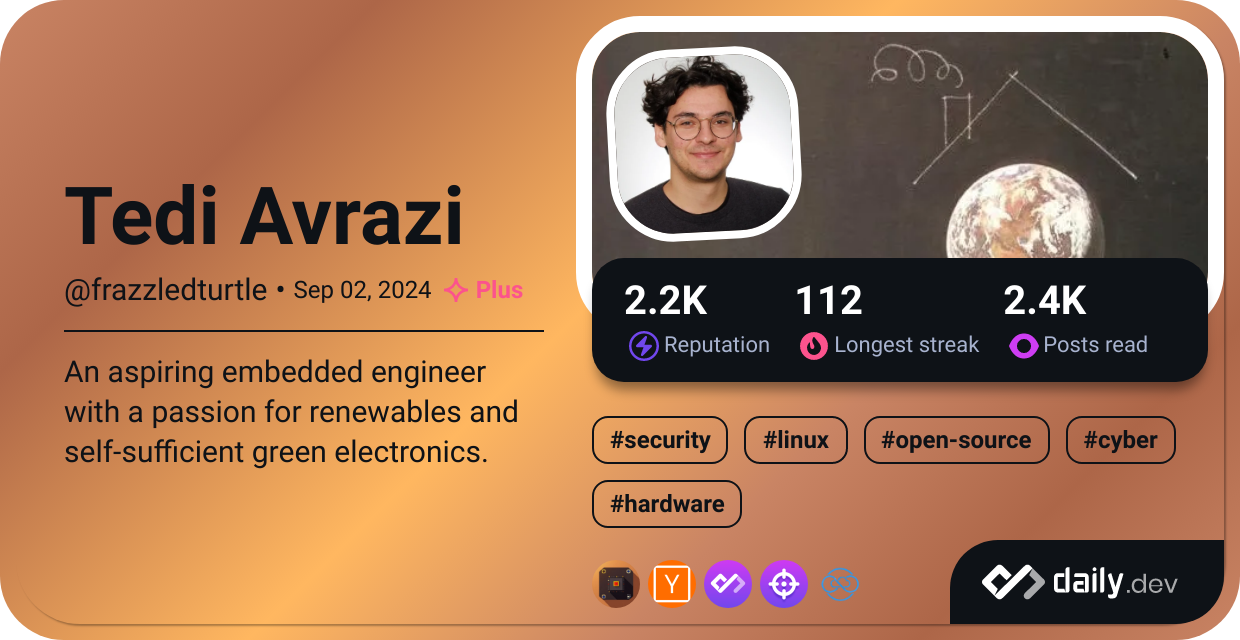 Tedi Avrazi
@frazzledturtle • Sep 02, 2024 Plus
An aspiring embedded engineer
with a passion for renewables and
self-sufficient green electronics.
2.2K 112 2.4K
Reputation Longest streak Posts read
#security #linux #open-source #cyber
#hardware
Y
daily.dev